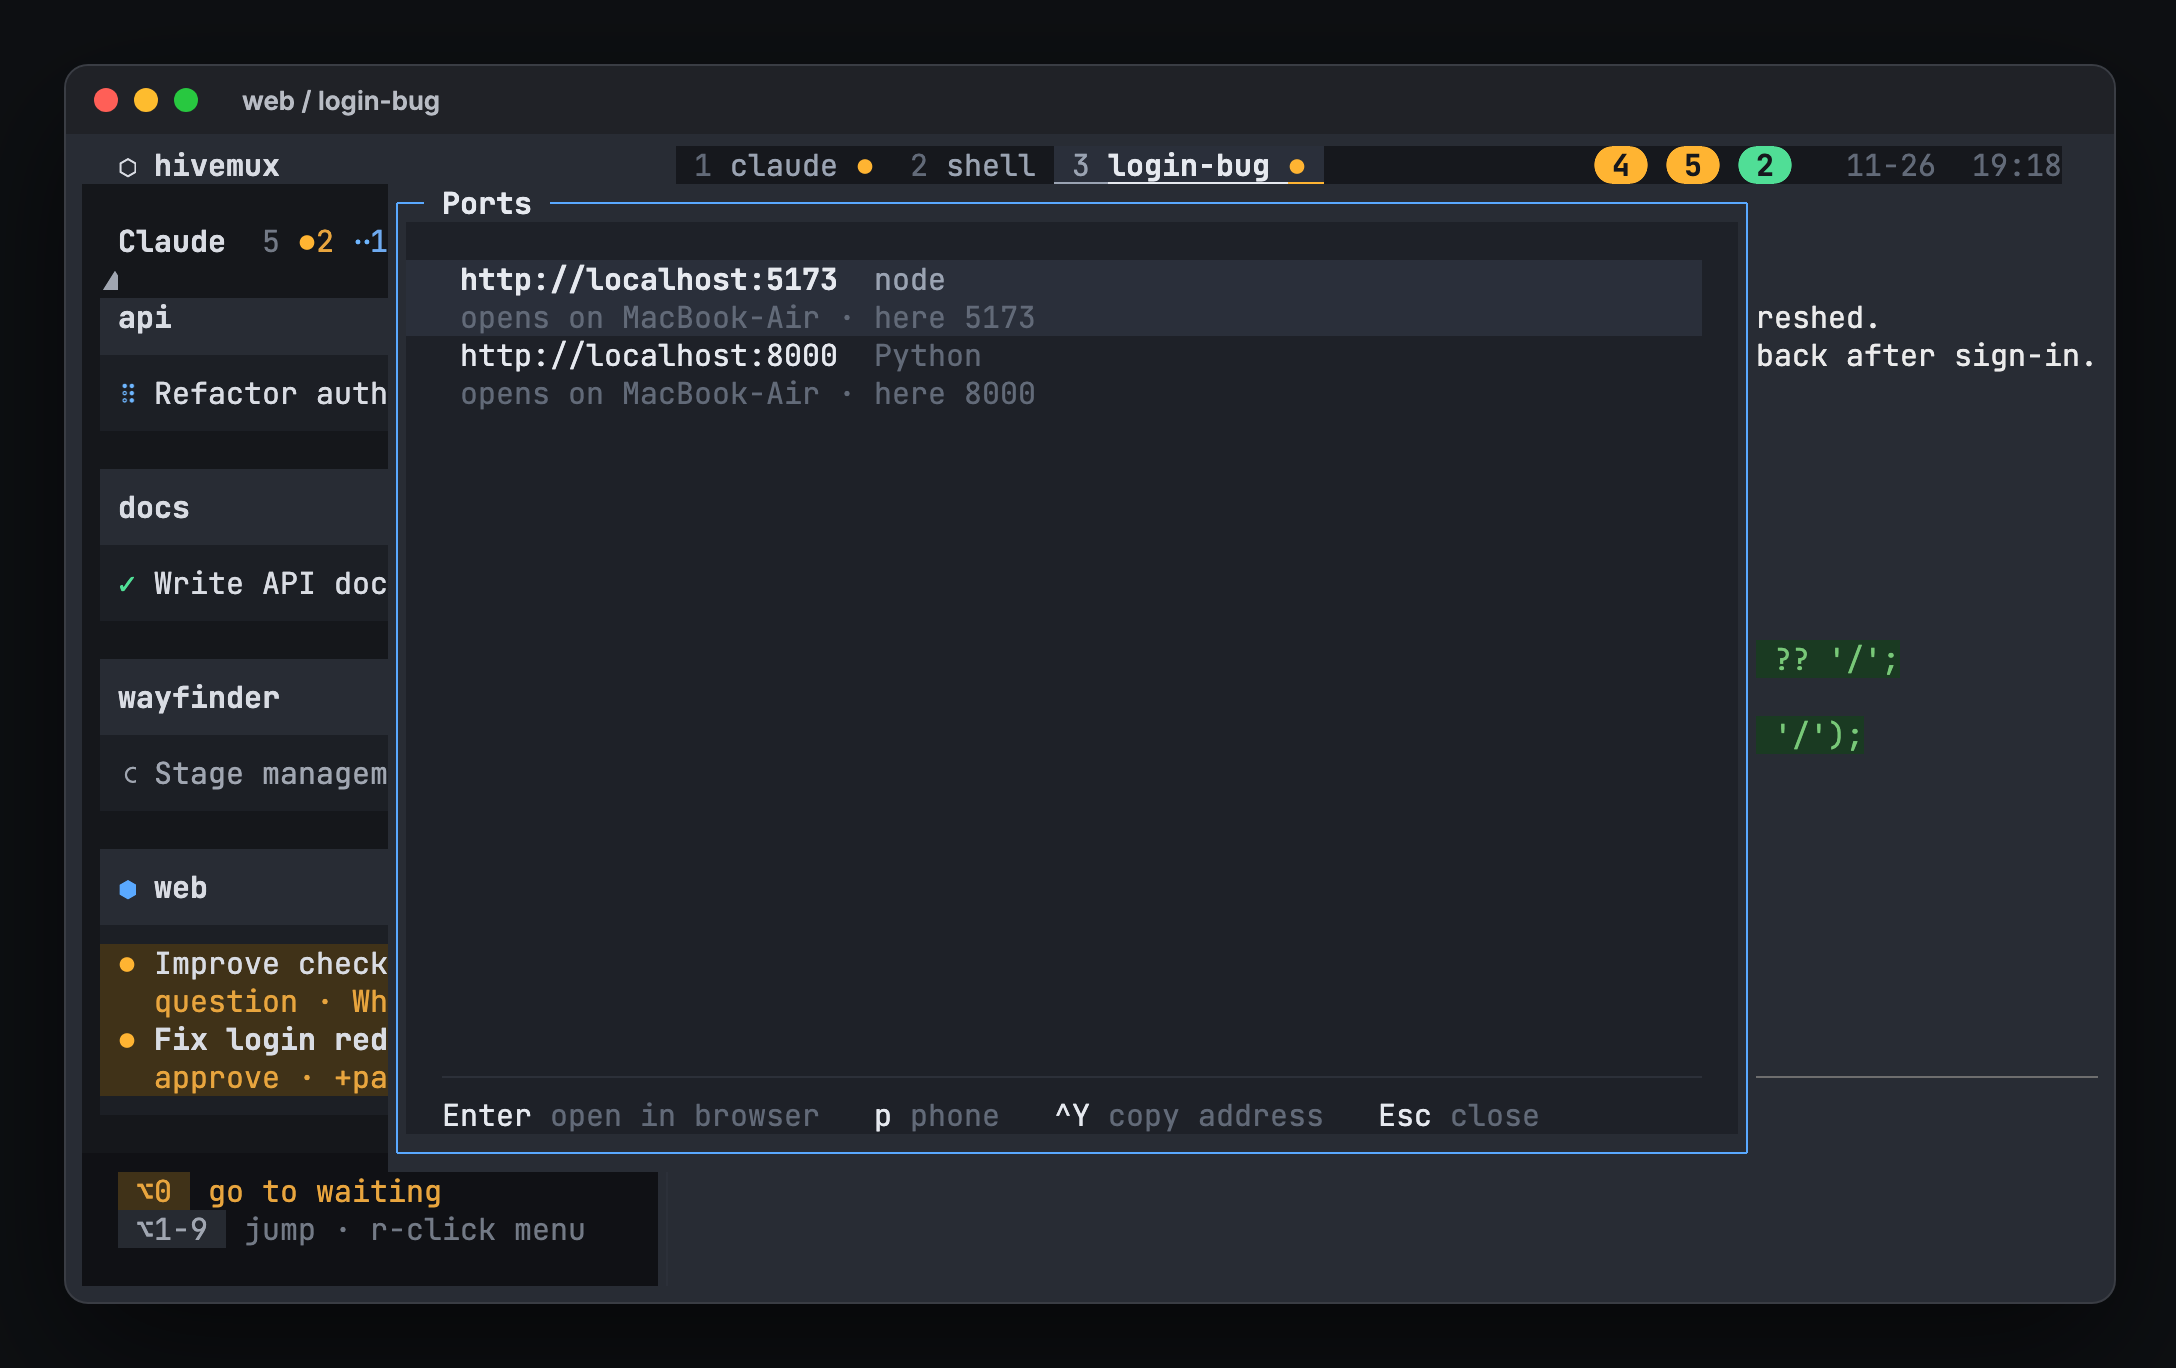 web / login-bug
hivemux
1 claude ● 2 shell 3 login-bug ●
4 5 2 11-26 19:18
Claude 5 ●2 ··1
api
Refactor auth
docs
✓ Write API doc
wayfinder
Stage managem
web
● Improve check
question · Wh
● Fix login red
approve · +pa
⌥0 go to waiting
⌥1-9 jump · r-click menu
Ports
http://localhost:5173 node
opens on MacBook-Air · here 5173
http://localhost:8000 Python
opens on MacBook-Air · here 8000
Enter open in browser p phone ^Y copy address Esc close
reshed.
back after sign-in.
?? '/';
'/');